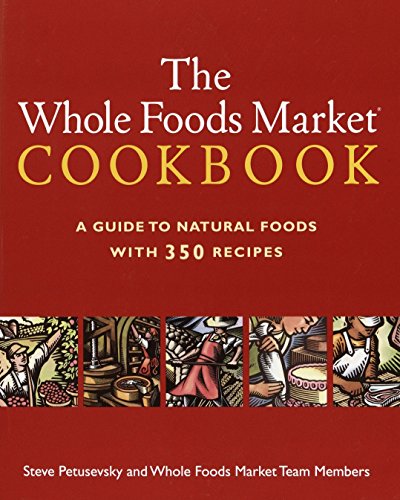 The
Whole Foods Market®
COOKBOOK
A GUIDE TO NATURAL FOODS
WITH 350 RECIPES
Steve Petusevsky and Whole Foods Market Team Members